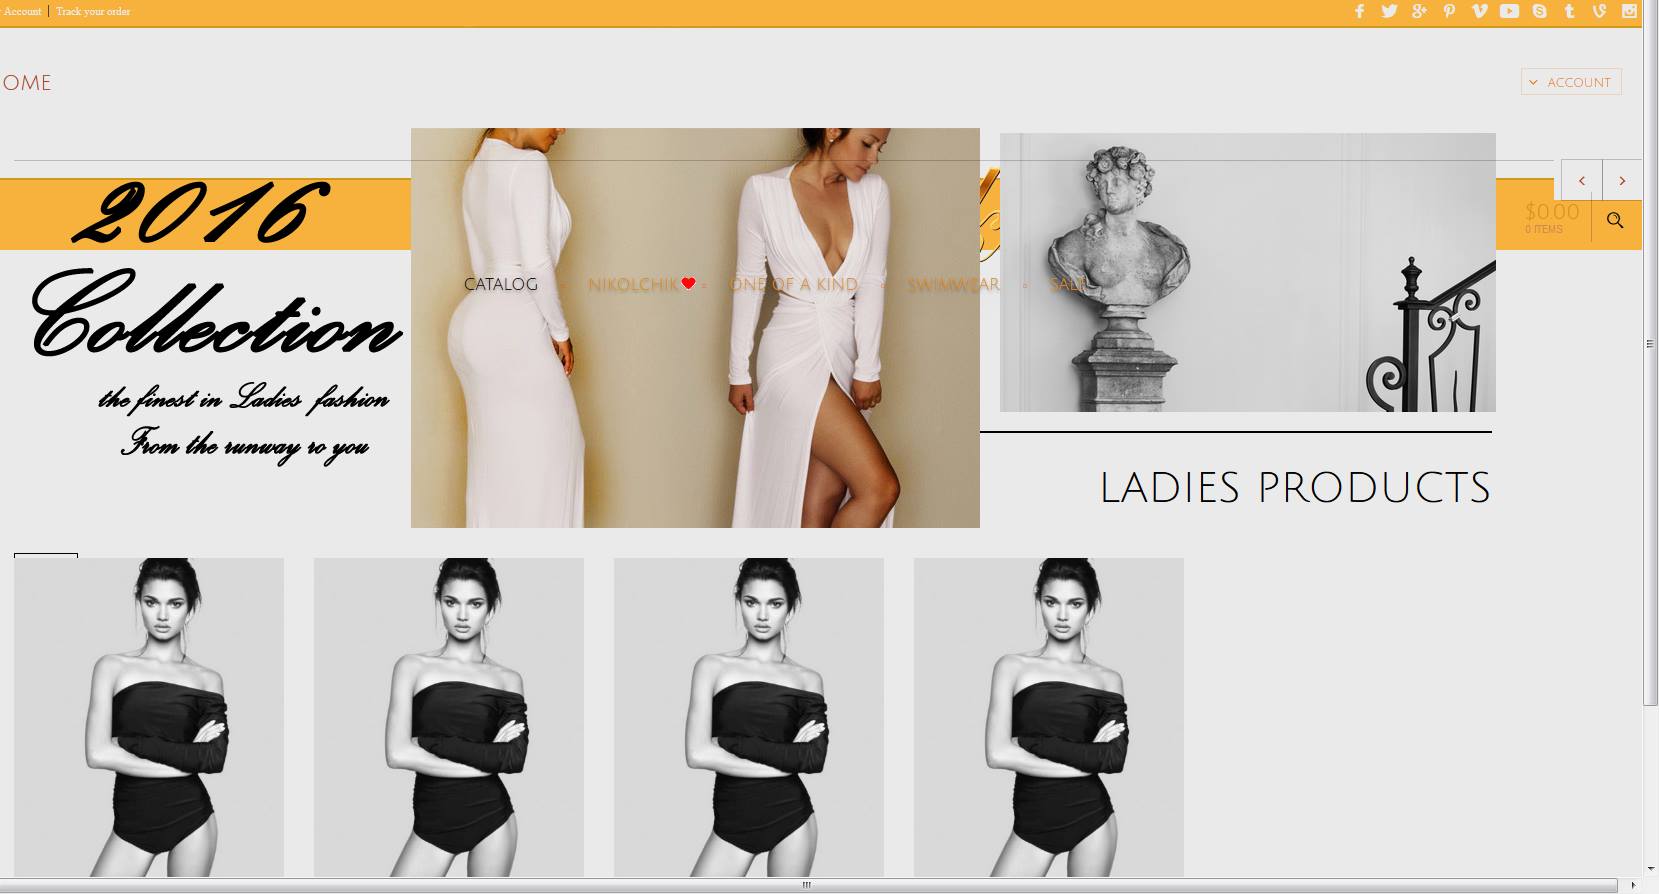 Account | Track your order
OME
ACCOUNT
2016
$0.00
0 ITEMS
CATALOG NIKOLCHIK❤ ONE OF A KIND SWIMWEAR SALE
Collection
the finest in Ladies fashion
From the runway ro you
LADIES PRODUCTS